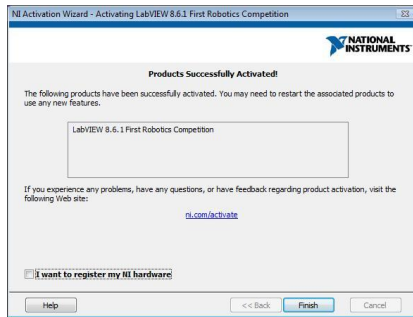 NI Activation Wizard - Activating LabVIEW 8.6.1 First Robotics Competition
NATIONAL
INSTRUMENTS
Products Successfully Activated!
The following products have been successfully activated. You may need to restart the associated products to
use any new features.
LabVIEW 8.6.1 First Robotics Competition
If you experience any problems, have any questions, or have feedback regarding product activation, visit the
following Web site:
ni.com/activate
I want to register my NI hardware
Help
<< Back
Finish
Cancel